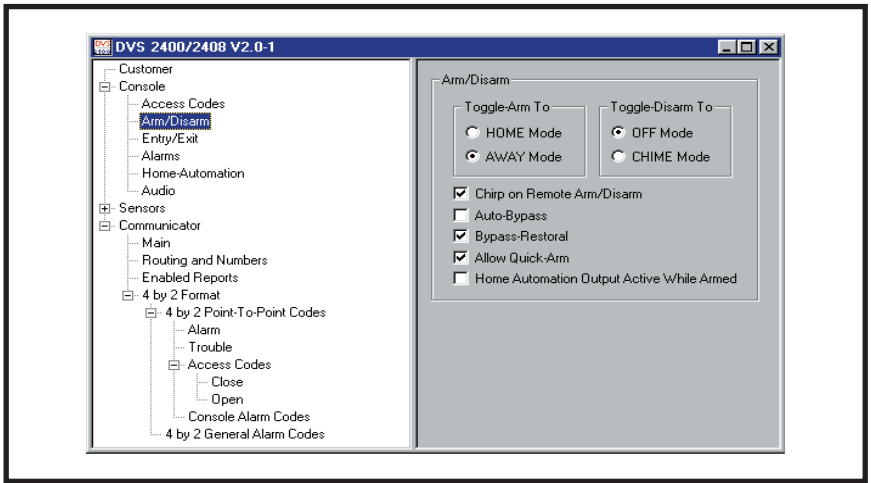 DVS 2400/2408 V2.0-1
Customer
Console
Access Codes
Arm/Disarm
Entry/Exit
Alarms
Home-Automation
Audio
Sensors
Communicator
Main
Routing and Numbers
Enabled Reports
4 by 2 Format
4 by 2 Point-To-Point Codes
Alarm
Trouble
Access Codes
Close
Open
Console Alarm Codes
4 by 2 General Alarm Codes
Arm/Disarm
Toggle-Arm To
HOME Mode
AWAY Mode
Toggle-Disarm To
OFF Mode
CHIME Mode
Chirp on Remote Arm/Disarm
Auto-Bypass
Bypass-Restoral
Allow Quick-Arm
Home Automation Output Active While Armed